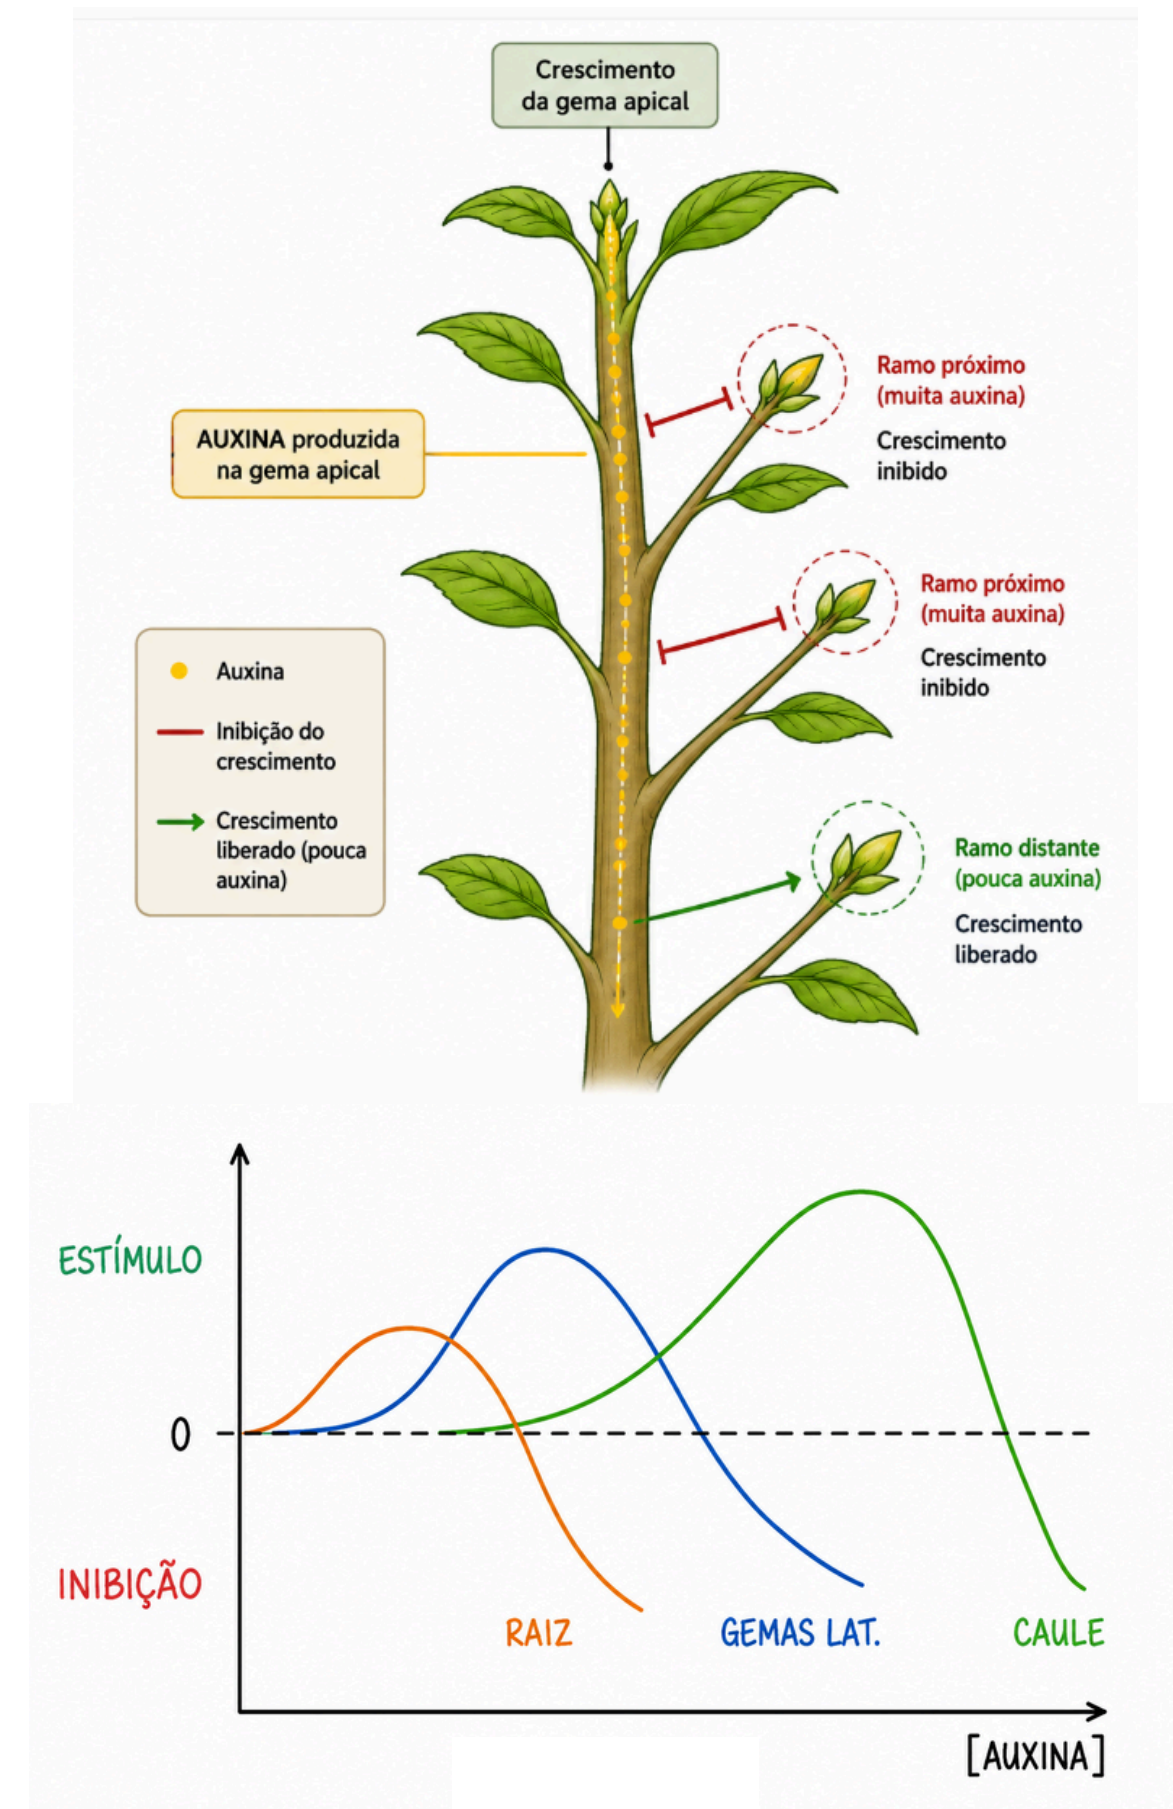 Crescimento
da gema apical
Ramo próximo
(muita auxina)
Crescimento
inibido
AUXINA produzida
na gema apical
Ramo próximo
(muita auxina)
Crescimento
inibido
Auxina
Inibição do
crescimento
Crescimento
liberado (pouca
auxina)
Ramo distante
(pouca auxina)
Crescimento
liberado
ESTÍMULO
0
INIBIÇÃO
RAIZ
GEMAS LAT.
CAULE
[AUXINA]